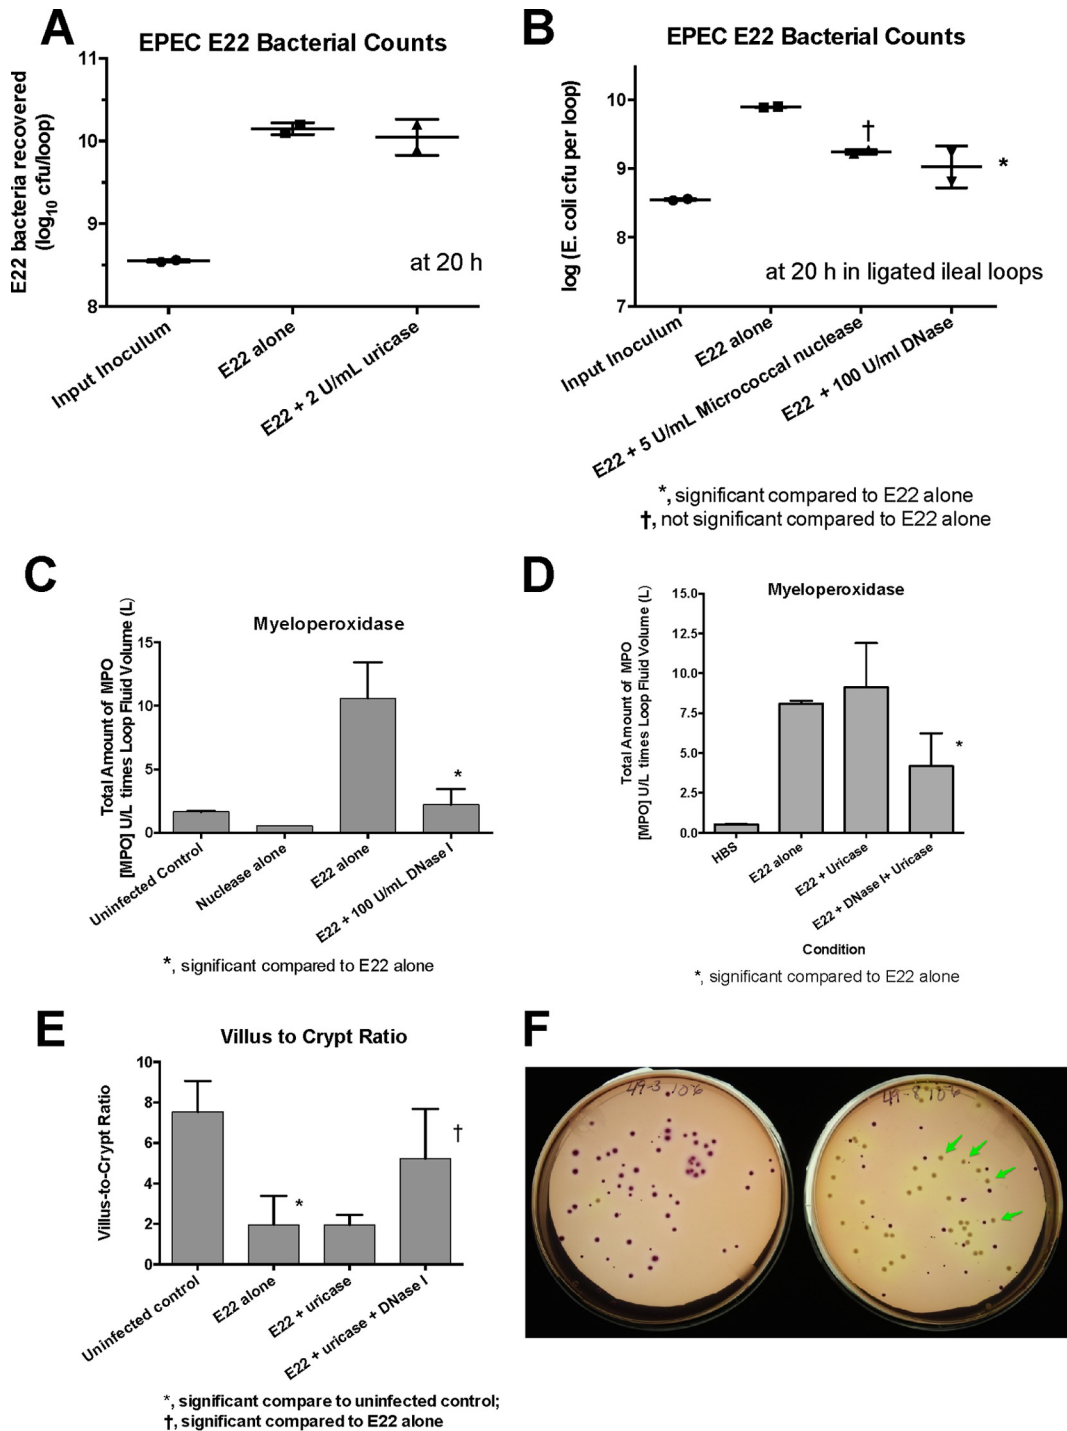 A
EPEC E22 Bacterial Counts
E22 bacteria recovered
(log10 cfu/loop)
11
10
9
8
at 20 h
Input Inoculum
E22 alone
E22 + 2 U/mL uricase
B
EPEC E22 Bacterial Counts
log (E. coli cfu per loop)
10
9
8
7
†
*
at 20 h in ligated ileal loops
Input Inoculum
E22 alone
E22 + 5 U/mL Micrococcal nuclease
E22 + 100 U/ml DNase
*, significant compared to E22 alone
†, not significant compared to E22 alone
C
Myeloperoxidase
Total Amount of MPO
[MPO] U/L times Loop Fluid Volume (L)
15
10
5
0
*
Uninfected Control
Nuclease alone
E22 alone
E22 + 100 U/mL DNase I
*, significant compared to E22 alone
D
Myeloperoxidase
Total Amount of MPO
[MPO] U/L times Loop Fluid Volume (L)
15.0
12.5
10.0
7.5
5.0
2.5
0.0
*
HBS
E22 alone
E22 + Uricase
E22 + DNase I+ Uricase
Condition
*, significant compared to E22 alone
E
Villus to Crypt Ratio
Villus-to-Crypt Ratio
10
8
6
4
2
0
*
†
Uninfected control
E22 alone
E22 + uricase
E22 + uricase + DNase I
*, significant compare to uninfected control;
†, significant compared to E22 alone
F
49-3 10-6
49-8 10-6